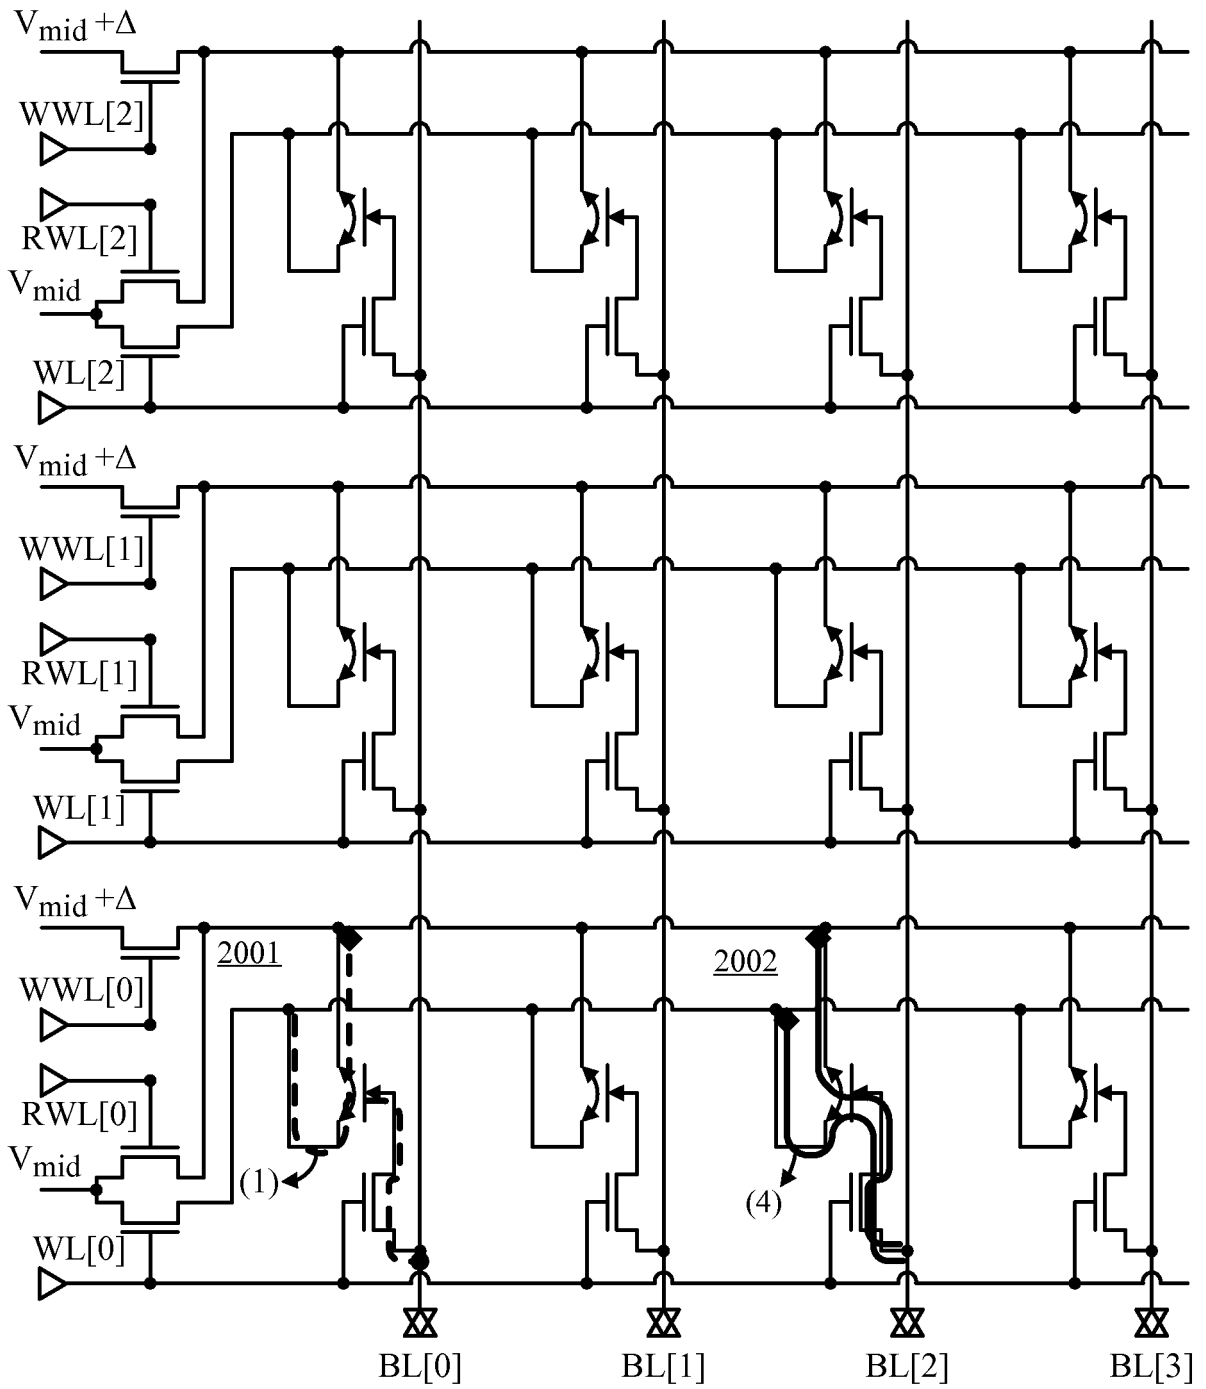 Vmid +Δ
WWL[2]
RWL[2]
Vmid
WL[2]
Vmid +Δ
WWL[1]
RWL[1]
Vmid
WL[1]
Vmid +Δ
2001
2002
WWL[0]
RWL[0]
Vmid
(1)
(4)
WL[0]
BL[0] BL[1] BL[2] BL[3]